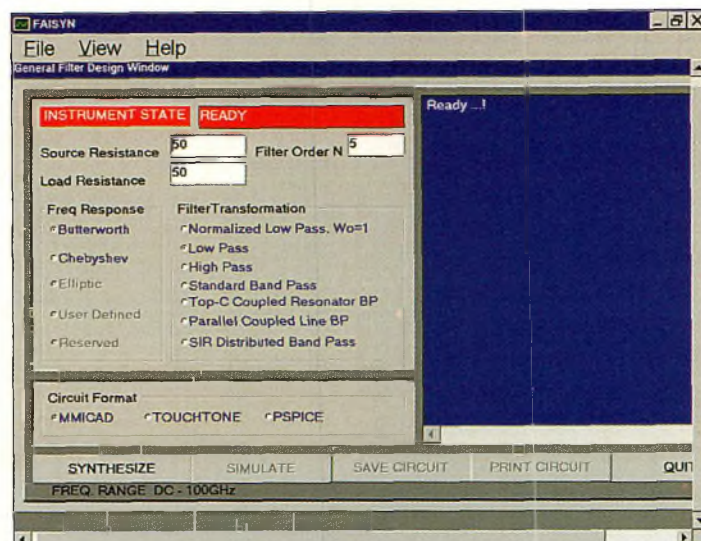 FAISYN
File View Help
General Filter Design Window
INSTRUMENT STATE READY
Source Resistance 50 Filter Order N 5
Load Resistance 50
Freq Response
Butterworth
Chebyshev
Elliptic
User Defined
Reserved
FilterTransformation
Normalized Low Pass. Wo=1
Low Pass
High Pass
Standard Band Pass
Top-C Coupled Resonator BP
Parallel Coupled Line BP
SIR Distributed Band Pass
Circuit Format
MMICAD TOUCHTONE PSPICE
Ready ...!
SYNTHESIZE SIMULATE SAVE CIRCUIT PRINT CIRCUIT QUIT
FREQ. RANGE DC - 100GHz